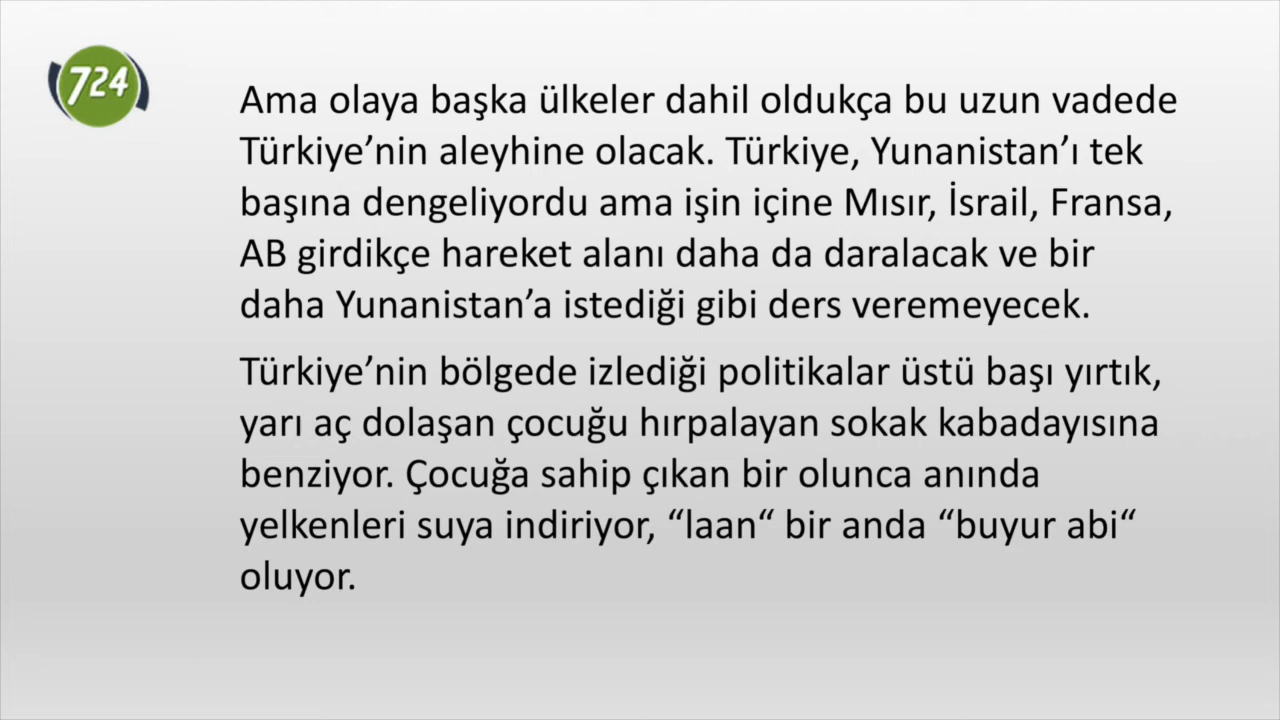 724
Ama olaya başka ülkeler dahil oldukça bu uzun vadede
Türkiye’nin aleyhine olacak. Türkiye, Yunanistan’ı tek
başına dengeliyordu ama işin içine Mısır, İsrail, Fransa,
AB girdikçe hareket alanı daha da daralacak ve bir
daha Yunanistan’a istediği gibi ders veremeyecek.
Türkiye’nin bölgede izlediği politikalar üstü başı yırtık,
yarı aç dolaşan çocuğu hırpalayan sokak kabadayısına
benziyor. Çocuğa sahip çıkan bir olunca anında
yelkenleri suya indiriyor, “laan“ bir anda “buyur abi“
oluyor.